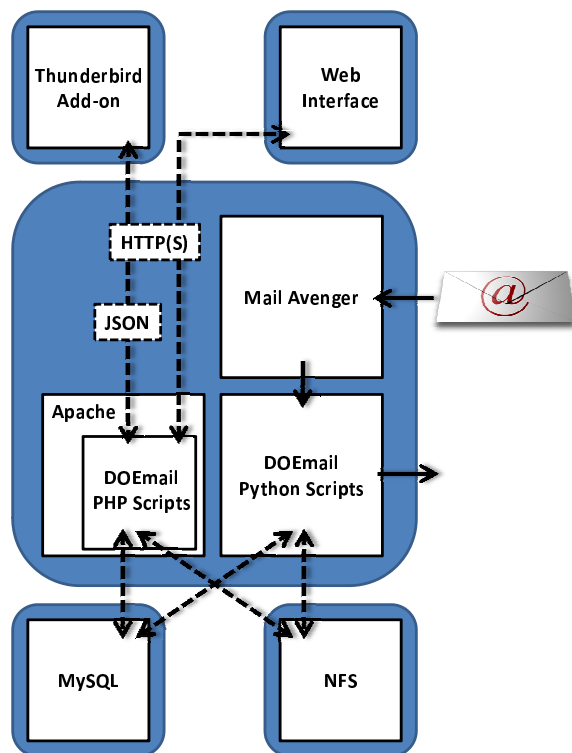 Thunderbird
Add-on
Web
Interface
HTTP(S)
JSON
Mail Avenger
@
Apache
DOEmail
PHP Scripts
DOEmail
Python Scripts
MySQL
NFS